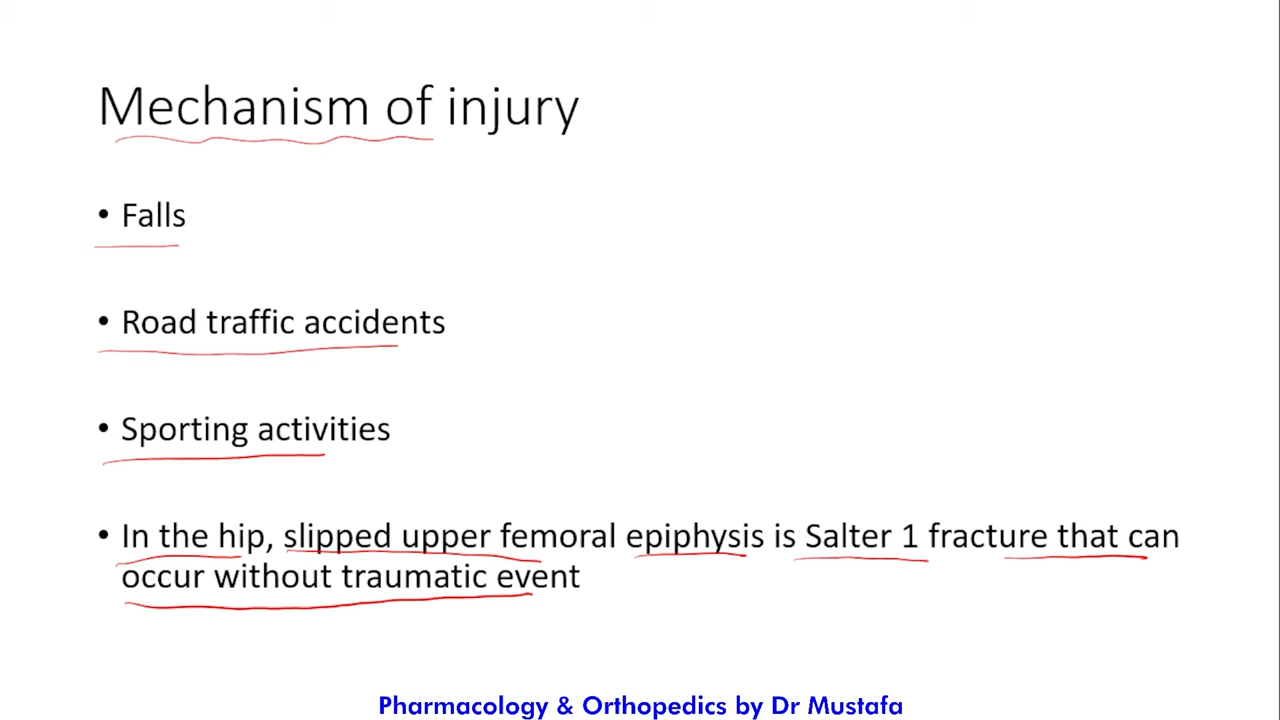 Mechanism of injury
• Falls
• Road traffic accidents
• Sporting activities
• In the hip, slipped upper femoral epiphysis is Salter 1 fracture that can
occur without traumatic event
Pharmacology & Orthopedics by Dr Mustafa